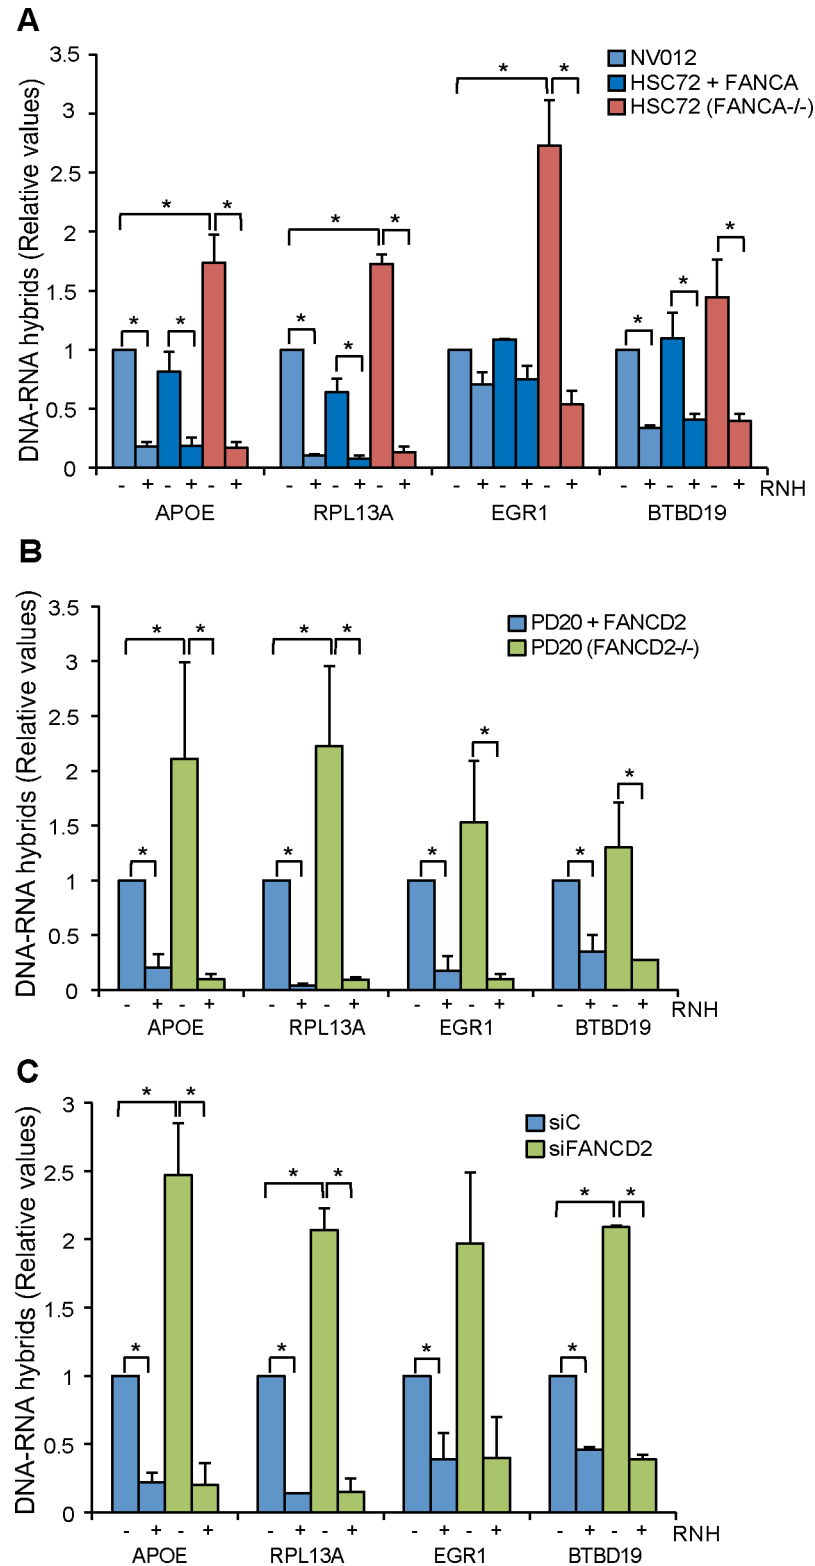 A
DNA-RNA hybrids (Relative values)
3.5
3
2.5
2
1.5
1
0.5
0
NV012
HSC72 + FANCA
HSC72 (FANCA-/-)
* * * *
* * * *
* *
* * *
- + - + - + - + - + - + - + - + - + - + - + - + RNH
APOE RPL13A EGR1 BTBD19
B
DNA-RNA hybrids (Relative values)
3.5
3
2.5
2
1.5
1
0.5
0
PD20 + FANCD2
PD20 (FANCD2-/-)
* * *
* * *
* *
* *
- + - + - + - + - + - + - + - + RNH
APOE RPL13A EGR1 BTBD19
C
DNA-RNA hybrids (Relative values)
3
2.5
2
1.5
1
0.5
0
siC
siFANCD2
* * *
* * *
*
* * *
- + - + - + - + - + - + - + - + RNH
APOE RPL13A EGR1 BTBD19